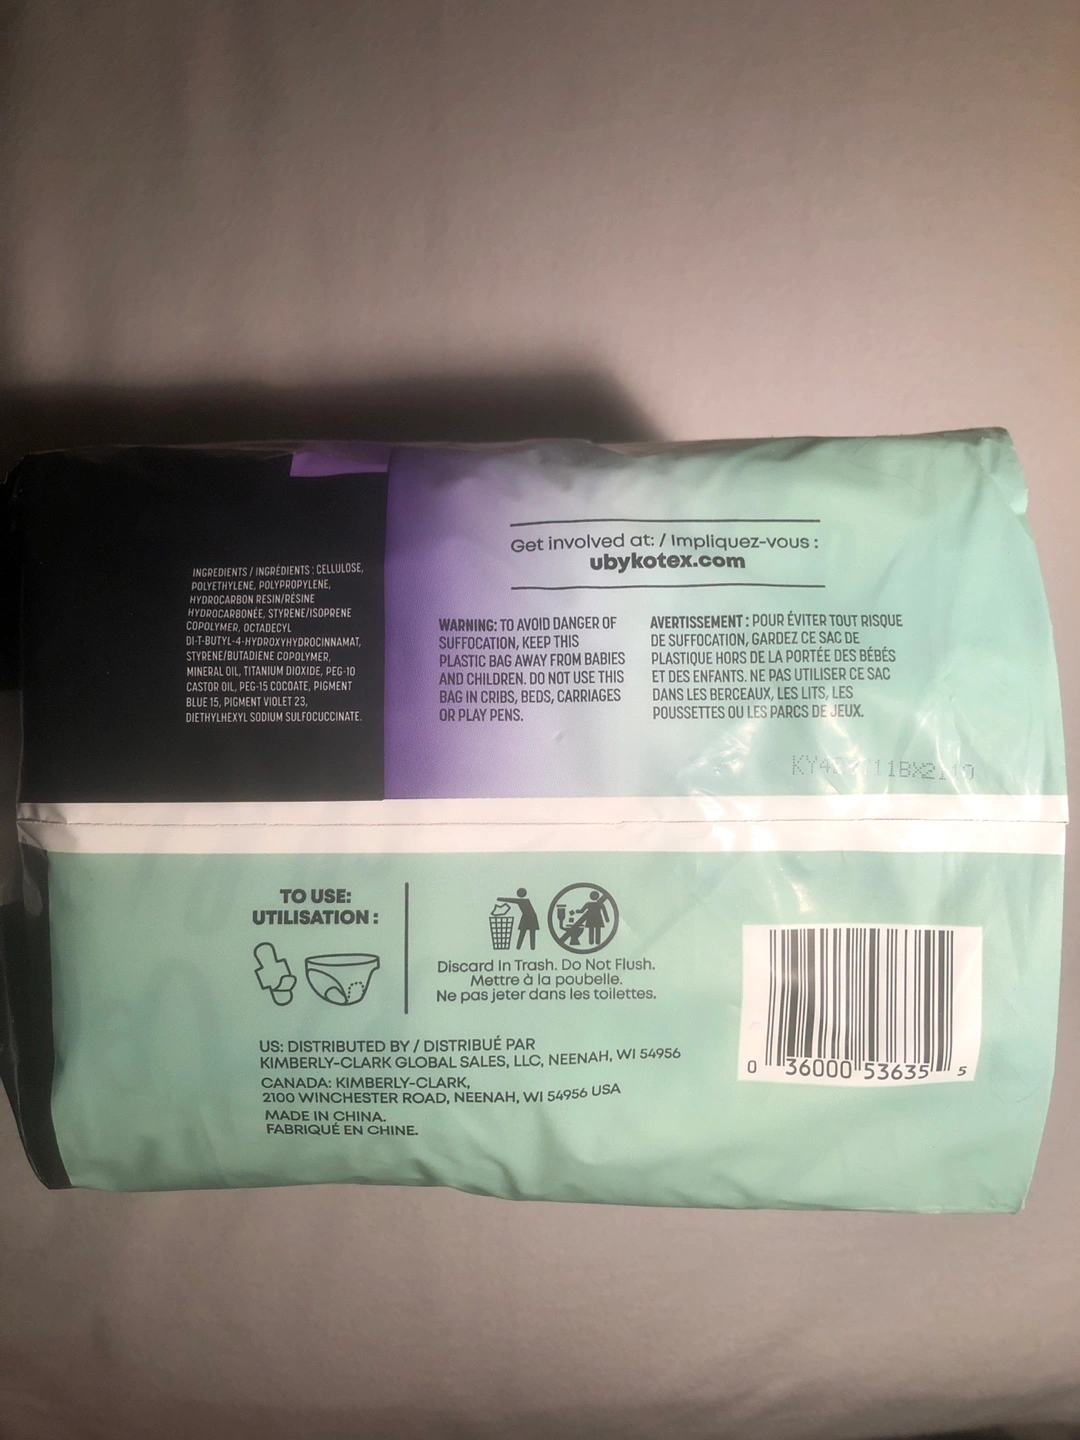 INGREDIENTS / INGRÉDIENTS : CELLULOSE,
POLYETHYLENE, POLYPROPYLENE,
HYDROCARBON RESIN/RÉSINE
HYDROCARBONÉE, STYRENE/ISOPRENE
COPOLYMER, OCTADECYL
DI-T-BUTYL-4-HYDROXYHYDROCINNAMAT,
STYRENE/BUTADIENE COPOLYMER,
MINERAL OIL, TITANIUM DIOXIDE, PEG-10
CASTOR OIL, PEG-15 COCOATE, PIGMENT
BLUE 15, PIGMENT VIOLET 23,
DIETHYLHEXYL SODIUM SULFOCUCCINATE.
Get involved at: / Impliquez-vous :
ubykotex.com
WARNING: TO AVOID DANGER OF
SUFFOCATION, KEEP THIS
PLASTIC BAG AWAY FROM BABIES
AND CHILDREN. DO NOT USE THIS
BAG IN CRIBS, BEDS, CARRIAGES
OR PLAY PENS.
AVERTISSEMENT : POUR ÉVITER TOUT RISQUE
DE SUFFOCATION, GARDEZ CE SAC DE
PLASTIQUE HORS DE LA PORTÉE DES BÉBÉS
ET DES ENFANTS. NE PAS UTILISER CE SAC
DANS LES BERCEAUX, LES LITS, LES
POUSSETTES OU LES PARCS DE JEUX.
TO USE:
UTILISATION :
Discard In Trash. Do Not Flush.
Mettre à la poubelle.
Ne pas jeter dans les toilettes.
US: DISTRIBUTED BY / DISTRIBUÉ PAR
KIMBERLY-CLARK GLOBAL SALES, LLC, NEENAH, WI 54956
CANADA: KIMBERLY-CLARK,
2100 WINCHESTER ROAD, NEENAH, WI 54956 USA
MADE IN CHINA.
FABRIQUÉ EN CHINE.
0 36000 53635 5